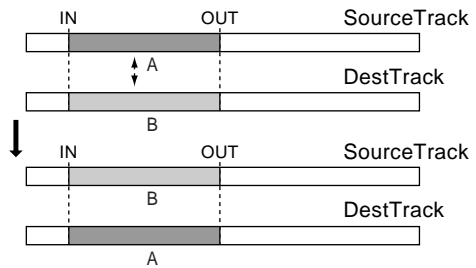 IN OUT SourceTrack
A
DestTrack
B
IN OUT SourceTrack
B
DestTrack
A